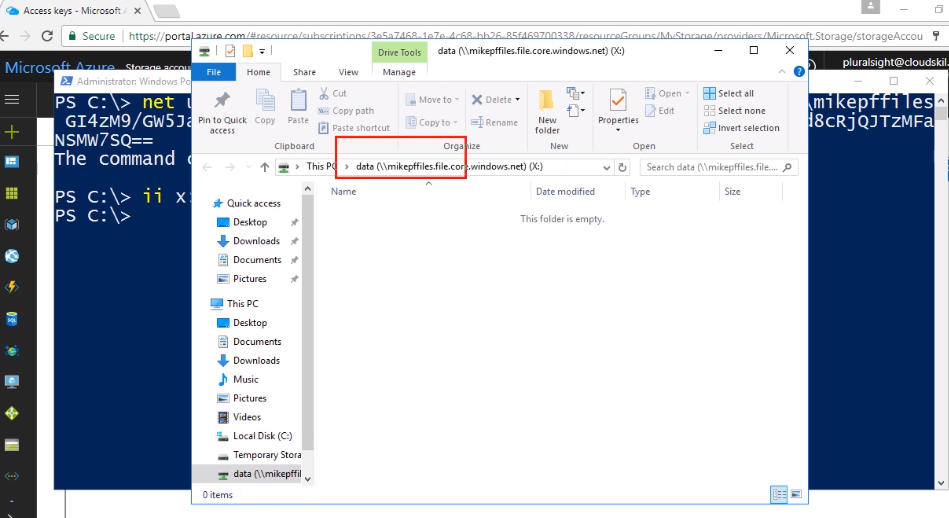 Access keys - Microsoft A
Secure https://portal.azure.com/#resource/subscriptions/3e5a7468-1e7e-4c68-bb26-85f469700338/resourceGroups/MyStorage/providers/Microsoft.Storage/storageAccou
Microsoft Azure Storage accou
pluralsight@cloudskil
Administrator: Windows Po
PS C:\> net u
\mikepffiles
GI4zM9/GW5Ja
d8cRjQJTzMFa
NSMW7SQ==
The command
PS C:\> ii x:
PS C:\>
Drive Tools
data (\\mikepffiles.file.core.windows.net) (X:)
File Home Share View Manage
Pin to Quick access
Copy
Paste
Cut
Copy path
Paste shortcut
Clipboard
Move to
Copy to
Delete
Rename
Organize
New folder
New
Properties
Open
Edit
Open
Select all
Select none
Invert selection
Select
This PC data (\\mikepffiles.file.core.windows.net) (X:)
Search data (\\mikepffiles.file....
Name Date modified Type Size
This folder is empty.
Quick access
Desktop
Downloads
Documents
Pictures
This PC
Desktop
Documents
Downloads
Music
Pictures
Videos
Local Disk (C:)
Temporary Stora
data (\\mikepffil
0 items